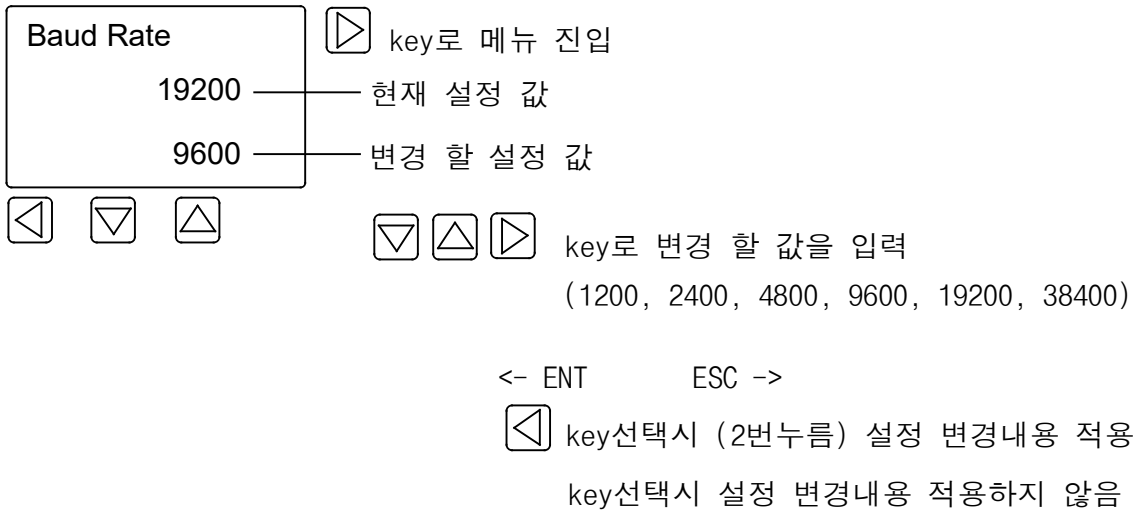 Baud Rate
key로 메뉴 진입
19200
현재 설정 값
9600
변경 할 설정 값
key로 변경 할 값을 입력
(1200, 2400, 4800, 9600, 19200, 38400)
<- ENT ESC ->
key선택시 (2번누름) 설정 변경내용 적용
key선택시 설정 변경내용 적용하지 않음